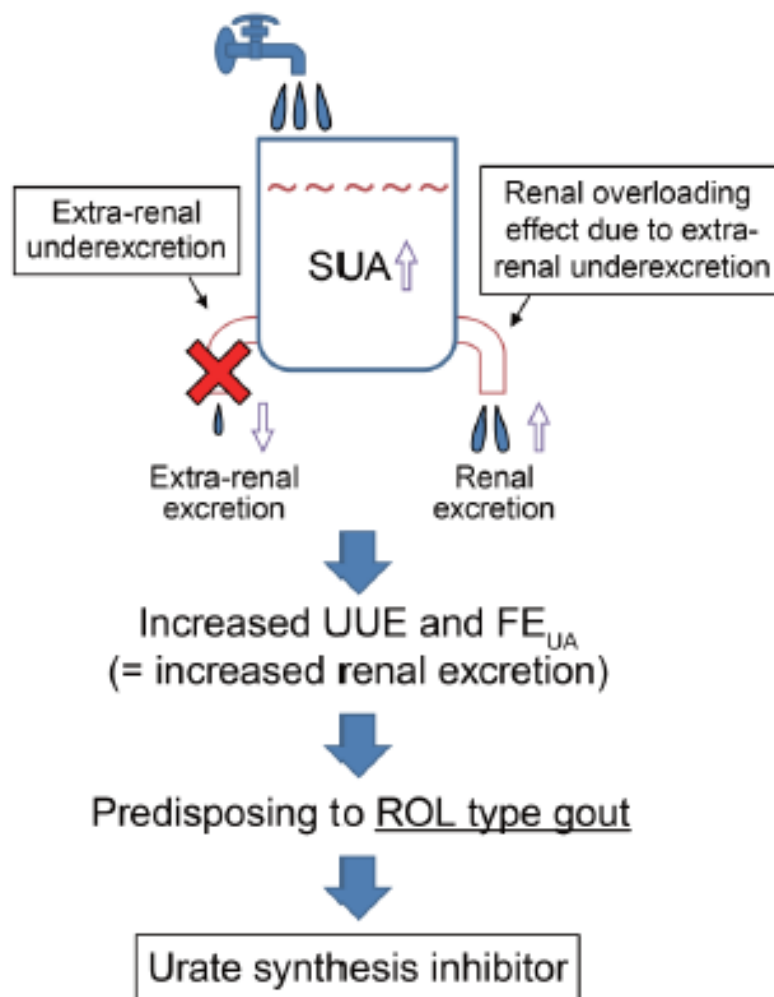 Extra-renal
underexcretion
Renal overloading
effect due to extra-
renal underexcretion
SUA
Extra-renal
excretion
Renal
excretion
Increased UUE and FE_UA
(= increased renal excretion)
Predisposing to ROL type gout
Urate synthesis inhibitor